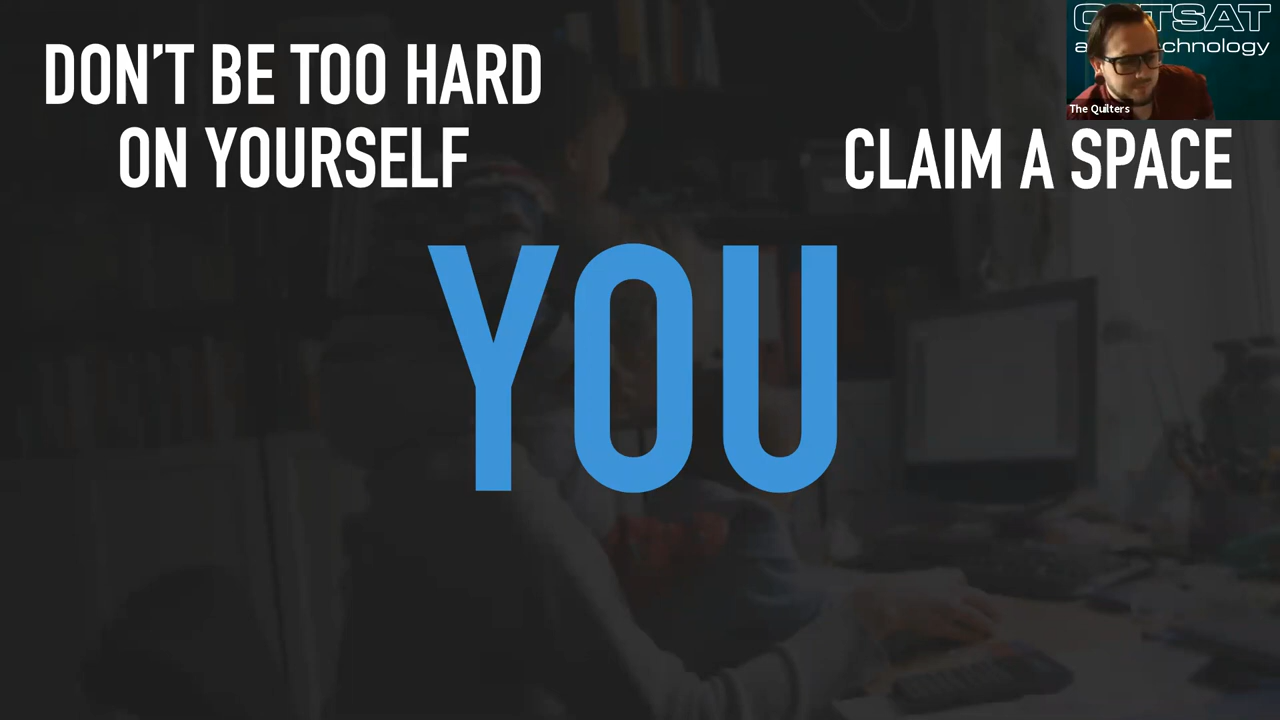 DON'T BE TOO HARD
ON YOURSELF
CLAIM A SPACE
YOU
The Quilters